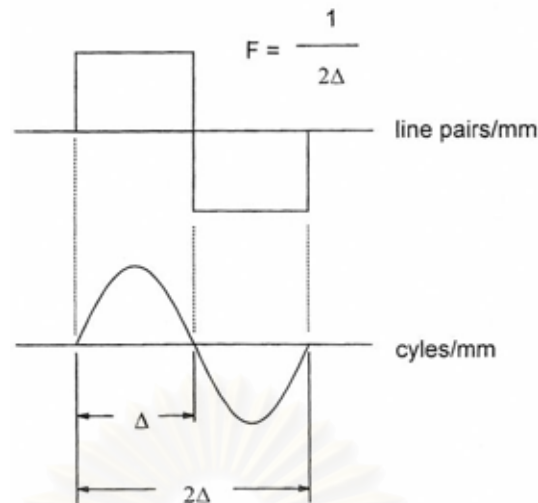 F = 1 / 2Δ
line pairs/mm
cyles/mm
Δ
2Δ